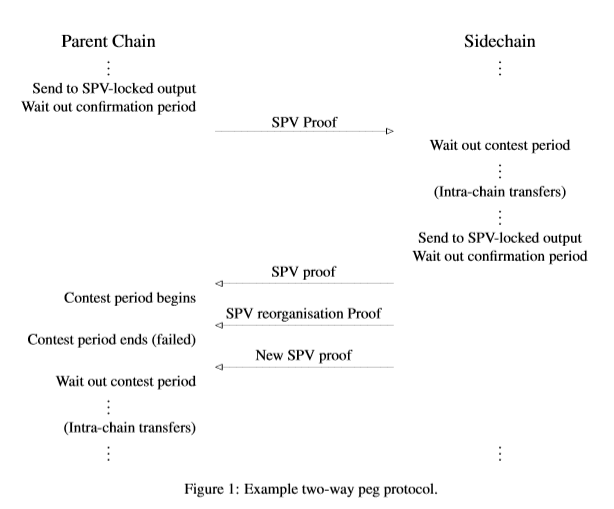 Parent Chain
Sidechain
⋮
⋮
Send to SPV-locked output
Wait out confirmation period
SPV Proof
Wait out contest period
⋮
(Intra-chain transfers)
⋮
Send to SPV-locked output
Wait out confirmation period
SPV proof
Contest period begins
SPV reorganisation Proof
Contest period ends (failed)
New SPV proof
Wait out contest period
⋮
(Intra-chain transfers)
⋮
⋮
Figure 1: Example two-way peg protocol.